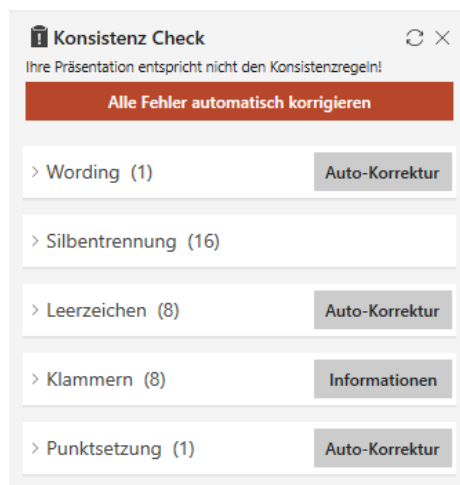 Konsistenz Check
Ihre Präsentation entspricht nicht den Konsistenzregeln!
Alle Fehler automatisch korrigieren
Wording (1) Auto-Korrektur
Silbentrennung (16)
Leerzeichen (8) Auto-Korrektur
Klammern (8) Informationen
Punktsetzung (1) Auto-Korrektur